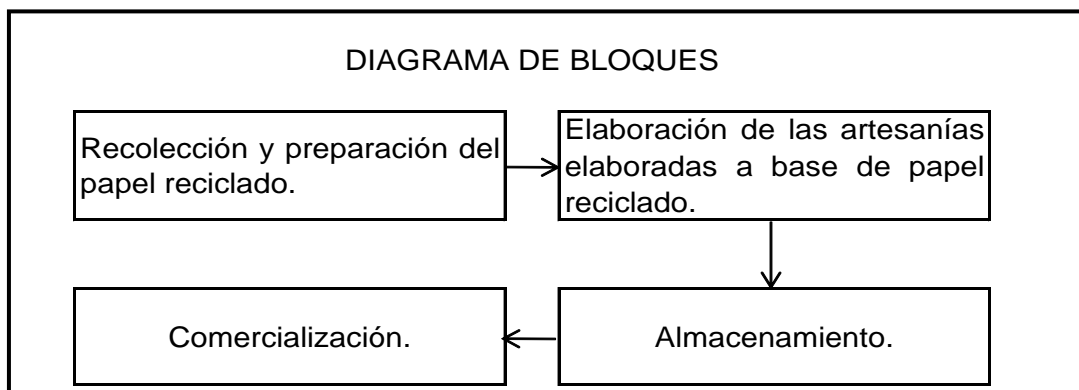 DIAGRAMA DE BLOQUES
Recolección y preparación del
papel reciclado.
Elaboración de las artesanías
elaboradas a base de papel
reciclado.
Almacenamiento.
Comercialización.